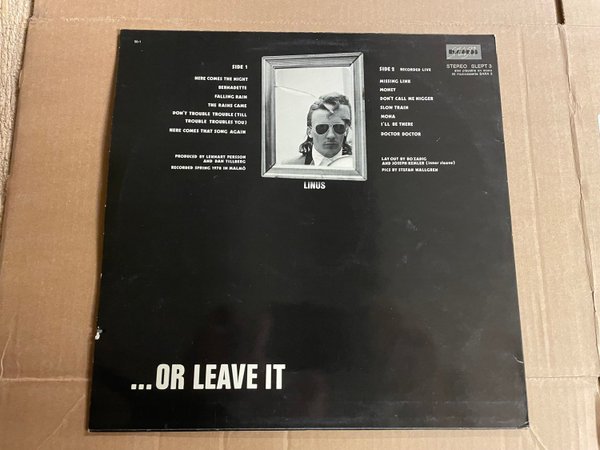 SIDE 1
HERE COMES THE NIGHT
BERNADETTE
FALLING RAIN
THE RAINS CAME
DON'T TROUBLE TROUBLE (TILL
TROUBLE TROUBLES YOU)
HERE COMES THAT SONG AGAIN
PRODUCED BY LENNART PERSSON
AND DAN TILLBERG
RECORDED SPRING 1978 IN MALMÖ
LINUS
SIDE 2 RECORDED LIVE
MISSING LINK
MONEY
DON'T CALL ME NIGGER
SLOW TRAIN
MONA
I'LL BE THERE
DOCTOR DOCTOR
LAY OUT BY BO ZADIG
AND JOSEPH KEMLER (inner sleeve)
PICS BY STEFAN WALLGREN
STEREO SLEPT 3
...OR LEAVE IT